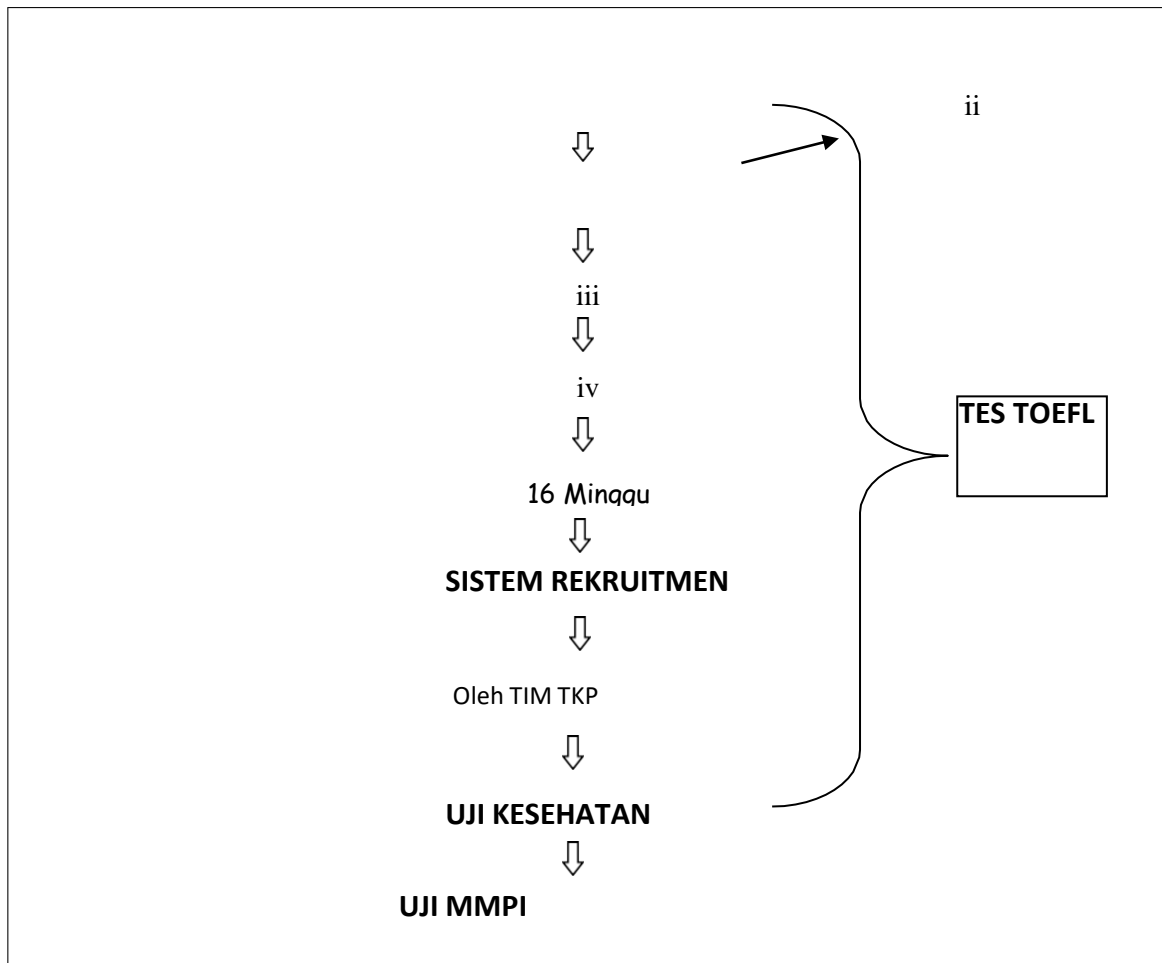 ii
iii
iv
TES TOEFL
16 Minggu
SISTEM REKRUITMEN
Oleh TIM TKP
UJI KESEHATAN
UJI MMPI